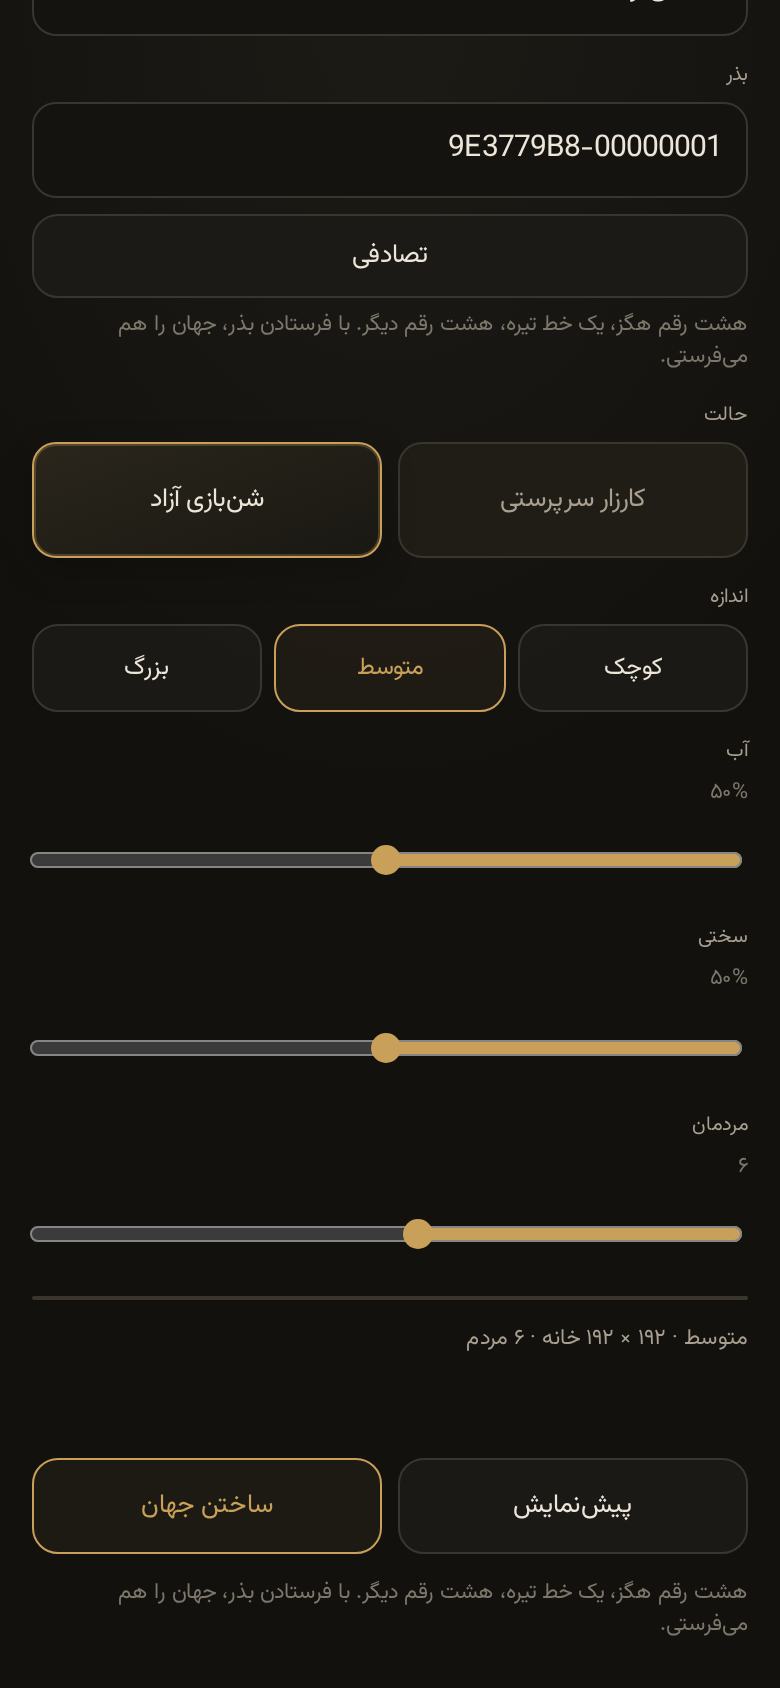 بذر
9E3779B8-00000001
تصادفی
هشت رقم هگز، یک خط تیره، هشت رقم دیگر. با فرستادن بذر، جهان را هم
می‌فرستی.
حالت
کارزار سرپرستی
شن‌بازی آزاد
اندازه
کوچک
متوسط
بزرگ
آب
۵۰%
سختی
۵۰%
مردمان
۶
متوسط · ۱۹۲ × ۱۹۲ خانه · ۶ مردم
پیش‌نمایش
ساختن جهان
هشت رقم هگز، یک خط تیره، هشت رقم دیگر. با فرستادن بذر، جهان را هم
می‌فرستی.